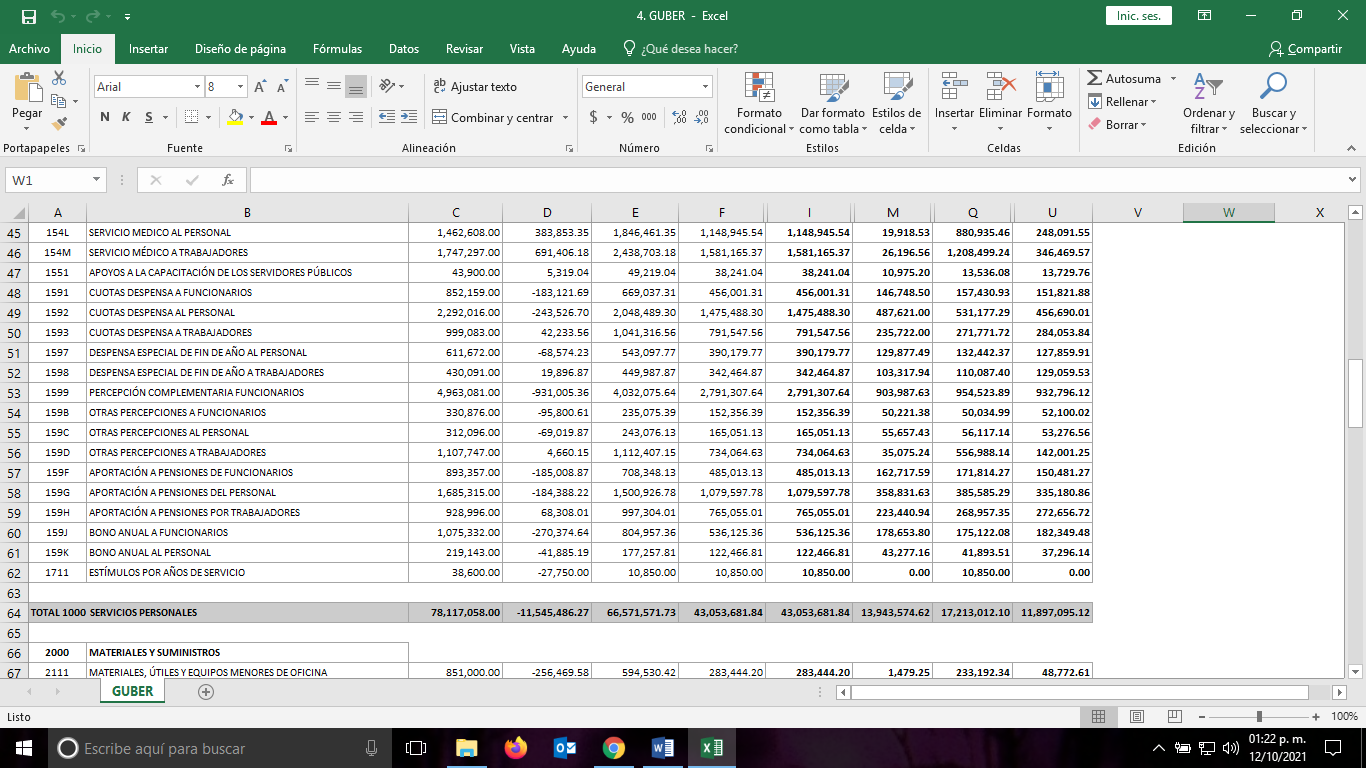 4. GUBER - Excel
Inic. ses.
Archivo Inicio Insertar Diseño de página Fórmulas Datos Revisar Vista Ayuda ¿Qué desea hacer? Compartir
Pegar
Arial 8 A A
N K S A
Ajustar texto
Combinar y centrar
General
$ % 000
Formato condicional
Dar formato como tabla
Estilos de celda
Insertar Eliminar Formato
Autosuma
Rellenar
Borrar
Ordenar y filtrar
Buscar y seleccionar
Portapapeles Fuente Alineación Número Estilos Celdas Edición
W1 fx
A B C D E F I M Q U V W X
45 154L SERVICIO MEDICO AL PERSONAL 1,462,608.00 383,853.35 1,846,461.35 1,148,945.54 1,148,945.54 19,918.53 880,935.46 248,091.55
46 154M SERVICIO MÉDICO A TRABAJADORES 1,747,297.00 691,406.18 2,438,703.18 1,581,165.37 1,581,165.37 26,196.56 1,208,499.24 346,469.57
47 1551 APOYOS A LA CAPACITACIÓN DE LOS SERVIDORES PÚBLICOS 43,900.00 5,319.04 49,219.04 38,241.04 38,241.04 10,975.20 13,536.08 13,729.76
48 1591 CUOTAS DESPENSA A FUNCIONARIOS 852,159.00 -183,121.69 669,037.31 456,001.31 456,001.31 146,748.50 157,430.93 151,821.88
49 1592 CUOTAS DESPENSA AL PERSONAL 2,292,016.00 -243,526.70 2,048,489.30 1,475,488.30 1,475,488.30 487,621.00 531,177.29 456,690.01
50 1593 CUOTAS DESPENSA A TRABAJADORES 999,083.00 42,233.56 1,041,316.56 791,547.56 791,547.56 235,722.00 271,771.72 284,053.84
51 1597 DESPENSA ESPECIAL DE FIN DE AÑO AL PERSONAL 611,672.00 -68,574.23 543,097.77 390,179.77 390,179.77 129,877.49 132,442.37 127,859.91
52 1598 DESPENSA ESPECIAL DE FIN DE AÑO A TRABAJADORES 430,091.00 19,896.87 449,987.87 342,464.87 342,464.87 103,317.94 110,087.40 129,059.53
53 1599 PERCEPCIÓN COMPLEMENTARIA FUNCIONARIOS 4,963,081.00 -931,005.36 4,032,075.64 2,791,307.64 2,791,307.64 903,987.63 954,523.89 932,796.12
54 159B OTRAS PERCEPCIONES A FUNCIONARIOS 330,876.00 -95,800.61 235,075.39 152,356.39 152,356.39 50,221.38 50,034.99 52,100.02
55 159C OTRAS PERCEPCIONES AL PERSONAL 312,096.00 -69,019.87 243,076.13 165,051.13 165,051.13 55,657.43 56,117.14 53,276.56
56 159D OTRAS PERCEPCIONES A TRABAJADORES 1,107,747.00 4,660.15 1,112,407.15 734,064.63 734,064.63 35,075.24 556,988.14 142,001.25
57 159F APORTACIÓN A PENSIONES DE FUNCIONARIOS 893,357.00 -185,008.87 708,348.13 485,013.13 485,013.13 162,717.59 171,814.27 150,481.27
58 159G APORTACIÓN A PENSIONES DEL PERSONAL 1,685,315.00 -184,388.22 1,500,926.78 1,079,597.78 1,079,597.78 358,831.63 385,585.29 335,180.86
59 159H APORTACIÓN A PENSIONES POR TRABAJADORES 928,996.00 68,308.01 997,304.01 765,055.01 765,055.01 223,440.94 268,957.35 272,656.72
60 159J BONO ANUAL A FUNCIONARIOS 1,075,332.00 -270,374.64 804,957.36 536,125.36 536,125.36 178,653.80 175,122.08 182,349.48
61 159K BONO ANUAL AL PERSONAL 219,143.00 -41,885.19 177,257.81 122,466.81 122,466.81 43,277.16 41,893.51 37,296.14
62 1711 ESTÍMULOS POR AÑOS DE SERVICIO 38,600.00 -27,750.00 10,850.00 10,850.00 10,850.00 0.00 10,850.00 0.00
63
64 TOTAL 1000 SERVICIOS PERSONALES 78,117,058.00 -11,545,486.27 66,571,571.73 43,053,681.84 43,053,681.84 13,943,574.62 17,213,012.10 11,897,095.12
65
66 2000 MATERIALES Y SUMINISTROS
67 2111 MATERIALES, ÚTILES Y EQUIPOS MENORES DE OFICINA 851,000.00 -256,469.58 594,530.42 283,444.20 283,444.20 1,479.25 233,192.34 48,772.61
GUBER
Listo 100%
Escribe aquí para buscar
01:22 p. m.
12/10/2021